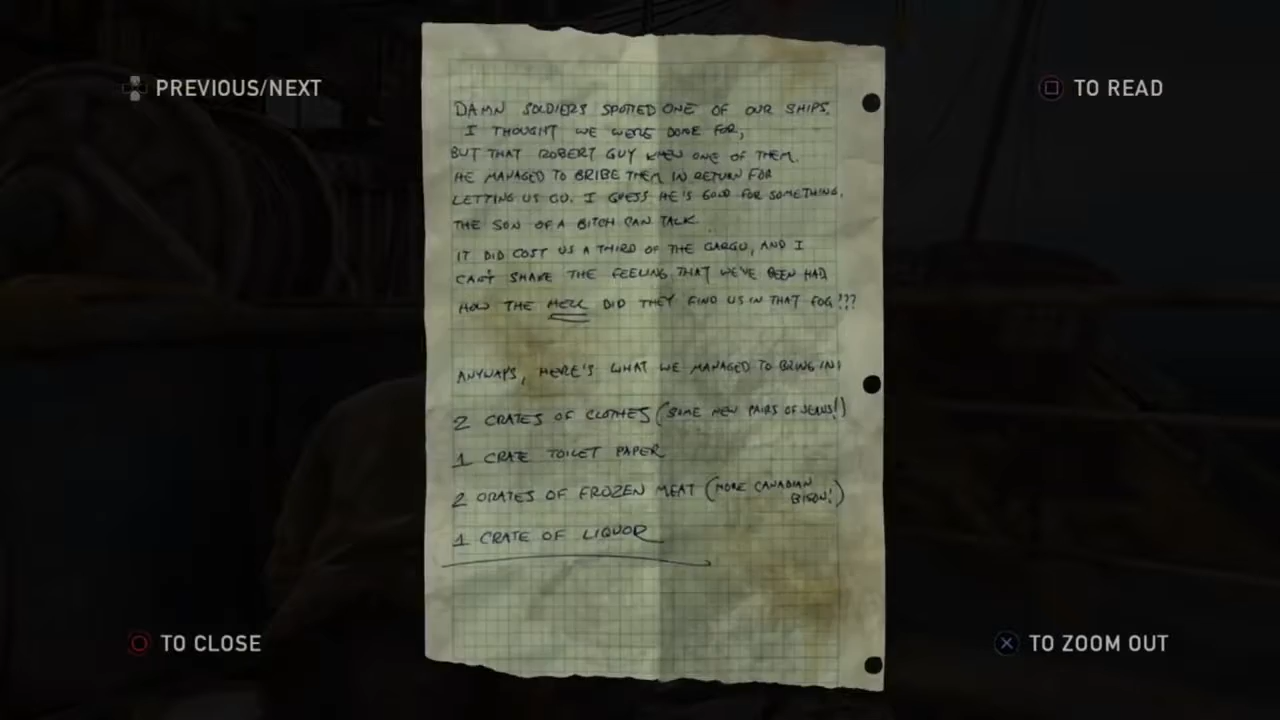 PREVIOUS/NEXT
TO READ
DAMN SOLDIERS SPOTTED ONE OF OUR SHIPS.
I THOUGHT WE WERE DONE FOR,
BUT THAT ROBERT GUY KNEW ONE OF THEM.
HE MANAGED TO BRIBE THEM IN RETURN FOR
LETTING US GO. I GUESS HE'S GOOD FOR SOMETHING.
THE SON OF A BITCH CAN TALK.
IT DID COST US A THIRD OF THE CARGO, AND I
CAN'T SHAKE THE FEELING THAT WE'VE BEEN HAD
HOW THE HELL DID THEY FIND US IN THAT FOG!??
ANYWAYS, HERE'S WHAT WE MANAGED TO BRING IN:
2 CRATES OF CLOTHES (SOME NEW PAIRS OF JEANS!)
1 CRATE TOILET PAPER
2 CRATES OF FROZEN MEAT (MORE CANADIAN
BISON!)
1 CRATE OF LIQUOR
TO CLOSE
TO ZOOM OUT